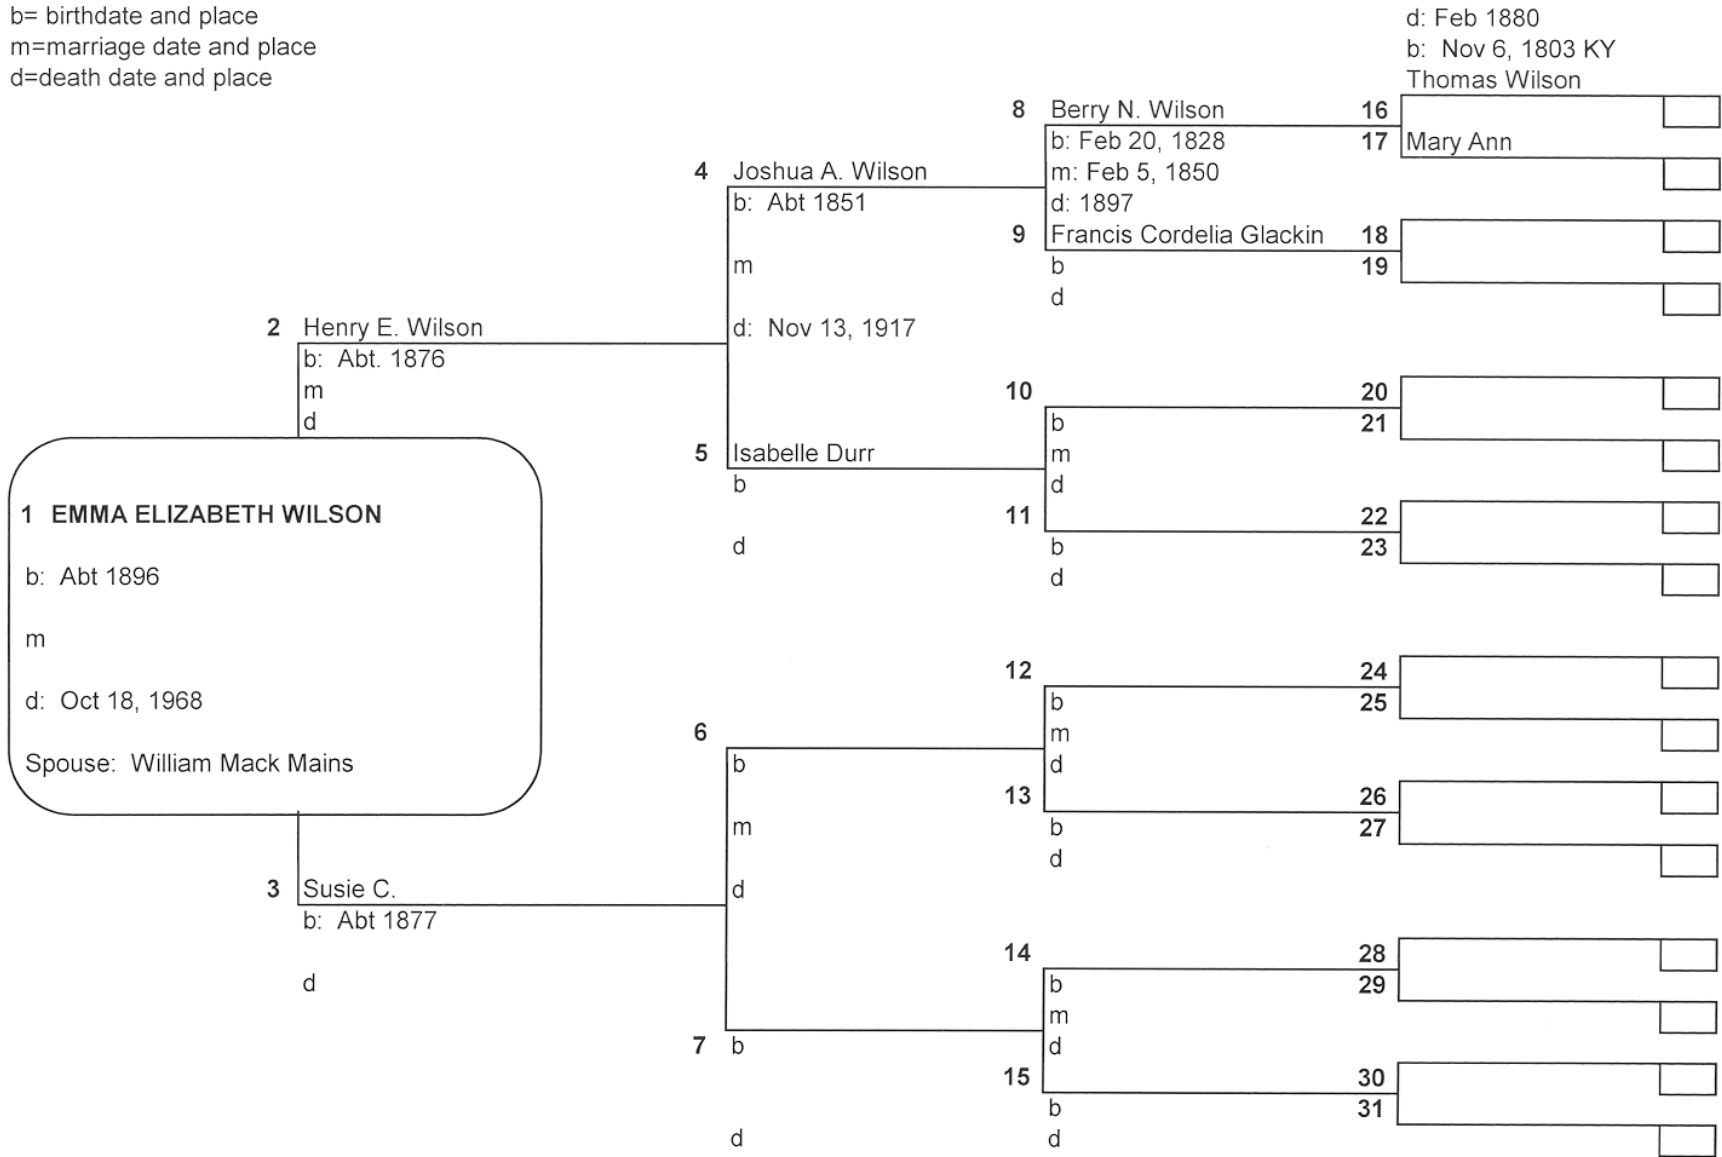 b= birthdate and place
m=marriage date and place
d=death date and place
d: Feb 1880
b: Nov 6, 1803 KY
Thomas Wilson
8 Berry N. Wilson
16
b: Feb 20, 1828
17 Mary Ann
4 Joshua A. Wilson
m: Feb 5, 1850
b: Abt 1851
d: 1897
9 Francis Cordelia Glackin
18
m
b
19
d
2 Henry E. Wilson
d: Nov 13, 1917
b: Abt. 1876
m
10
20
d
b
21
5 Isabelle Durr
m
b
d
1 EMMA ELIZABETH WILSON
11
22
d
b
23
b: Abt 1896
d
m
12
24
d: Oct 18, 1968
b
25
6
m
Spouse: William Mack Mains
b
d
13
26
m
b
27
d
3 Susie C.
d
b: Abt 1877
14
28
d
b
29
m
7 b
d
15
30
b
31
d
d